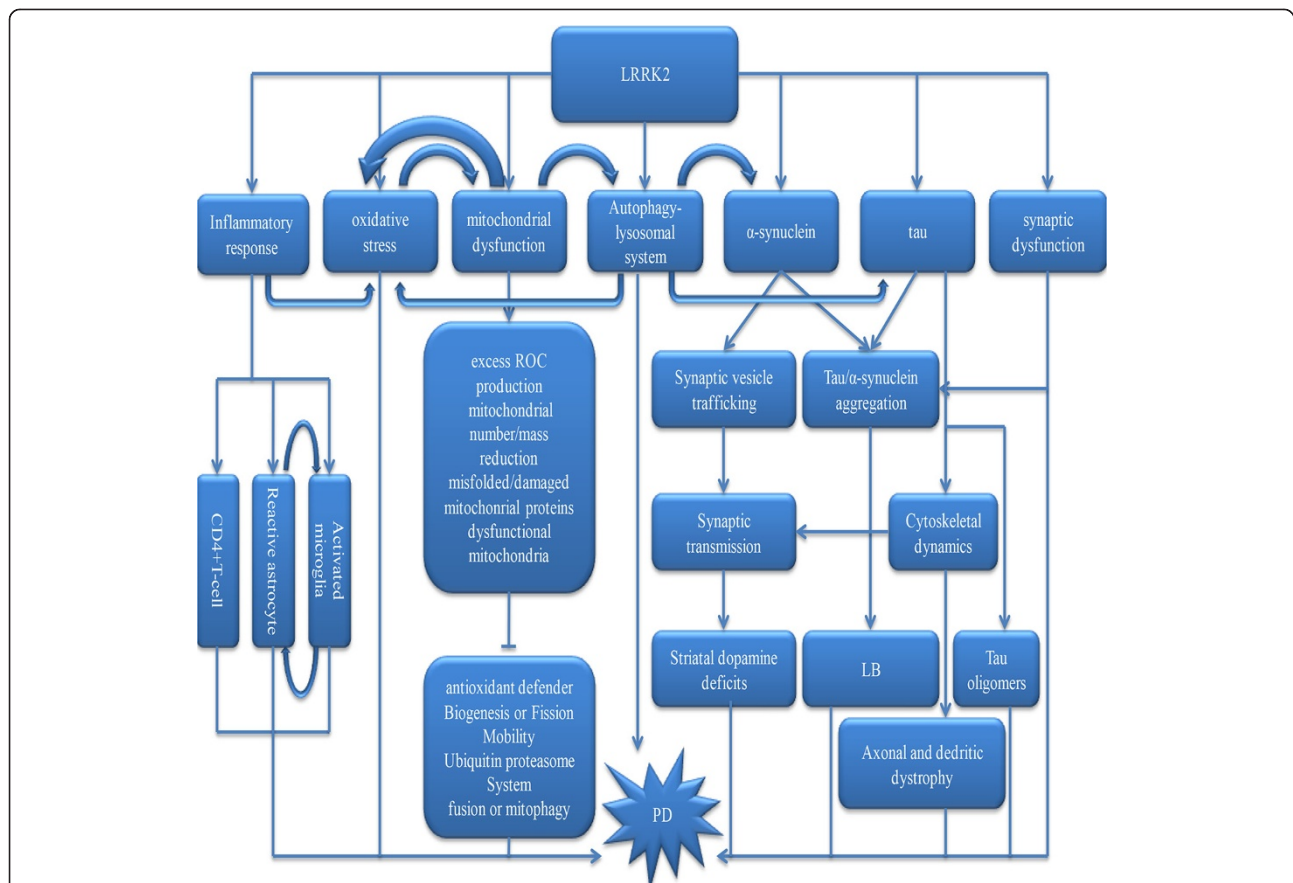 LRRK2
Inflammatory
response
oxidative
stress
mitochondrial
dysfunction
Autophagy-
lysosomal
system
α-synuclein
tau
synaptic
dysfunction
excess ROC
production
mitochondrial
number/mass
reduction
misfolded/damaged
mitochonrial proteins
dysfunctional
mitochondria
Synaptic vesicle
trafficking
Tau/α-synuclein
aggregation
CD4+T-cell
Reactive astrocyte
Activated
microglia
Synaptic
transmission
Cytoskeletal
dynamics
antioxidant defender
Biogenesis or Fission
Mobility
Ubiquitin proteasome
System
fusion or mitophagy
Striatal dopamine
deficits
LB
Tau
oligomers
Axonal and dedritic
dystrophy
PD